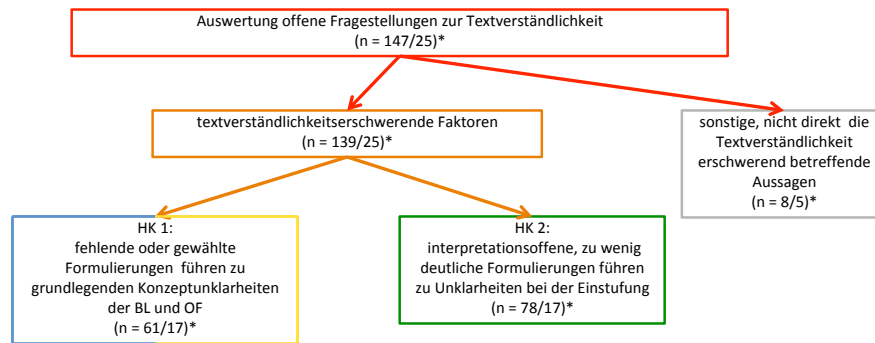 Auswertung offene Fragestellungen zur Textverständlichkeit
(n = 147/25)*
textverständlichkeitserschwerende Faktoren
(n = 139/25)*
sonstige, nicht direkt die
Textverständlichkeit
erschwerend betreffende
Aussagen
(n = 8/5)*
HK 1:
fehlende oder gewählte
Formulierungen führen zu
grundlegenden Konzeptunklarheiten
der BL und OF
(n = 61/17)*
HK 2:
interpretationsoffene, zu wenig
deutliche Formulierungen führen
zu Unklarheiten bei der Einstufung
(n = 78/17)*